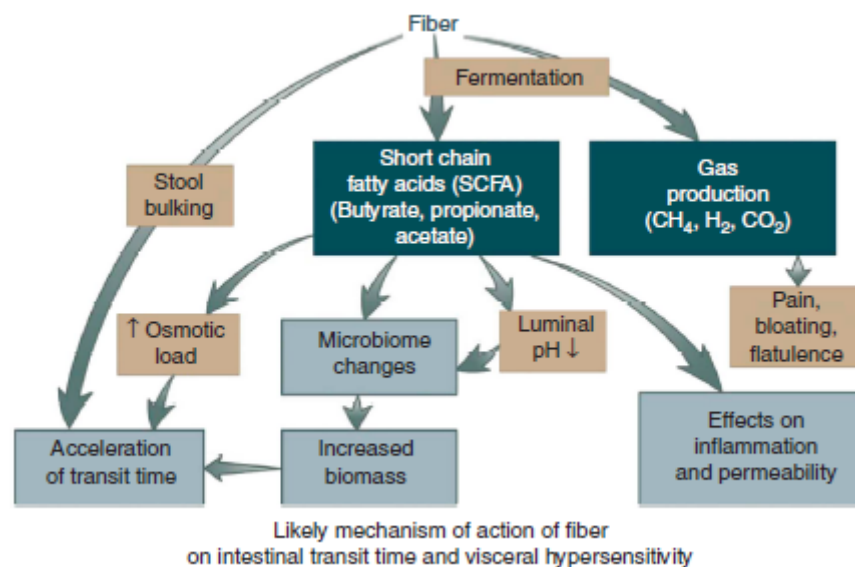 Fiber
Fermentation
Short chain
fatty acids (SCFA)
(Butyrate, propionate,
acetate)
Gas
production
(CH₄, H₂, CO₂)
Stool
bulking
↑ Osmotic
load
Microbiome
changes
Luminal
pH ↓
Pain,
bloating,
flatulence
Acceleration
of transit time
Increased
biomass
Effects on
inflammation
and permeability
Likely mechanism of action of fiber
on intestinal transit time and visceral hypersensitivity